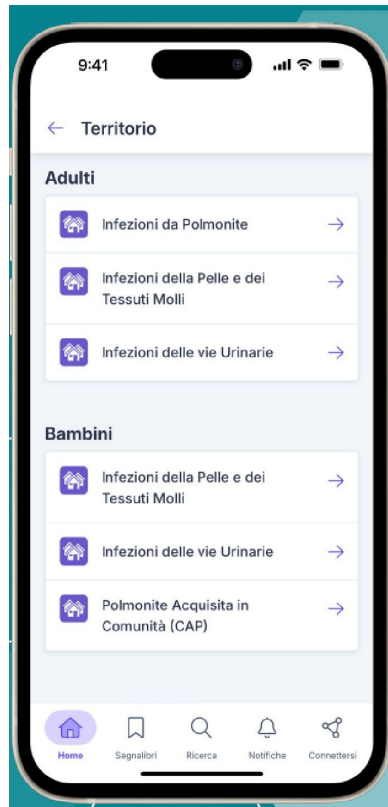 9:41
Territorio
Adulti
Infezioni da Polmonite
Infezioni della Pelle e dei
Tessuti Molli
Infezioni delle vie Urinarie
Bambini
Infezioni della Pelle e dei
Tessuti Molli
Infezioni delle vie Urinarie
Polmonite Acquisita in
Comunità (CAP)
Home Segnalibri Ricerca Notifiche Connettersi